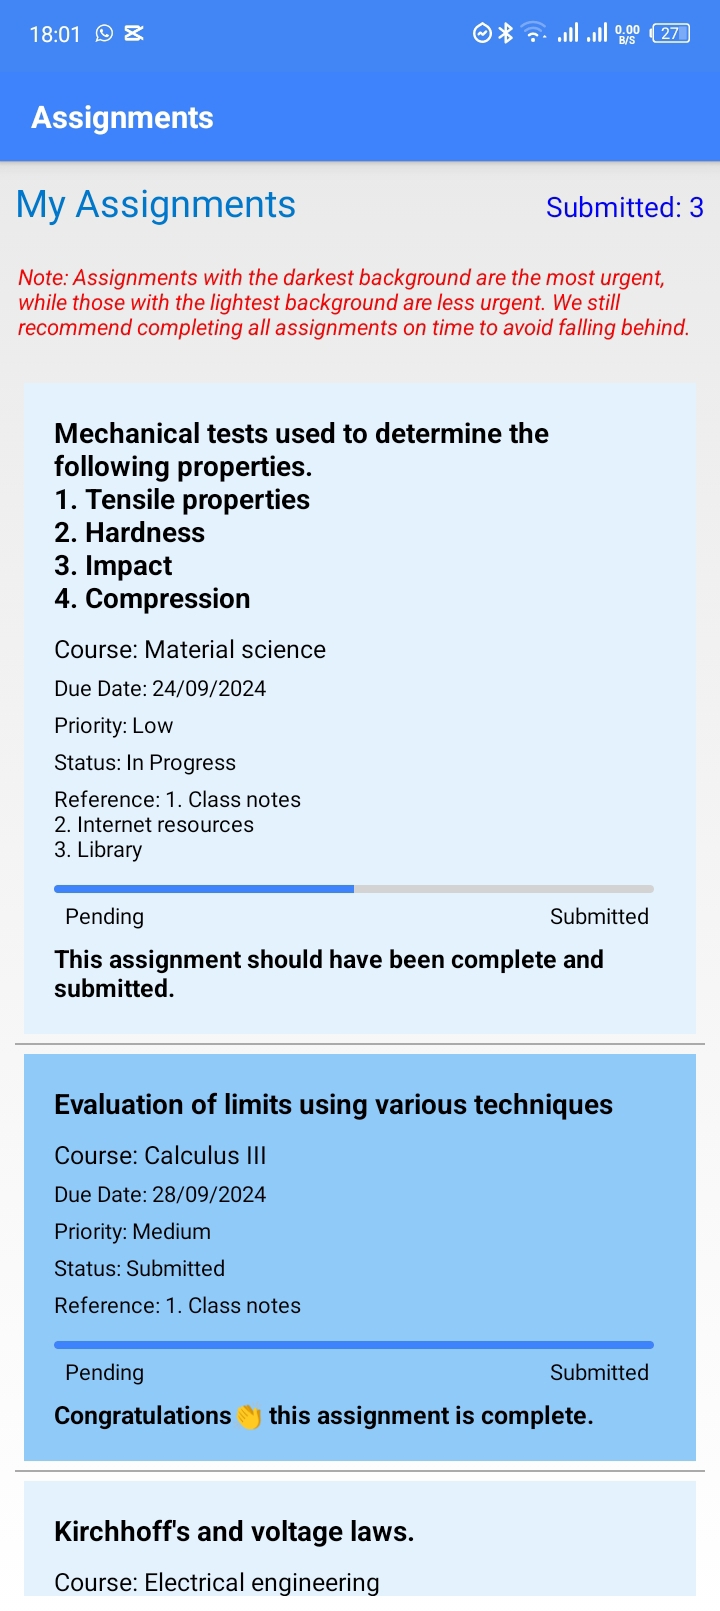 18:01
0.00
B/S
27
Assignments
My Assignments
Submitted: 3
Note: Assignments with the darkest background are the most urgent,
while those with the lightest background are less urgent. We still
recommend completing all assignments on time to avoid falling behind.
Mechanical tests used to determine the
following properties.
1. Tensile properties
2. Hardness
3. Impact
4. Compression
Course: Material science
Due Date: 24/09/2024
Priority: Low
Status: In Progress
Reference: 1. Class notes
2. Internet resources
3. Library
Pending
Submitted
This assignment should have been complete and
submitted.
Evaluation of limits using various techniques
Course: Calculus III
Due Date: 28/09/2024
Priority: Medium
Status: Submitted
Reference: 1. Class notes
Pending
Submitted
Congratulations👏 this assignment is complete.
Kirchhoff's and voltage laws.
Course: Electrical engineering